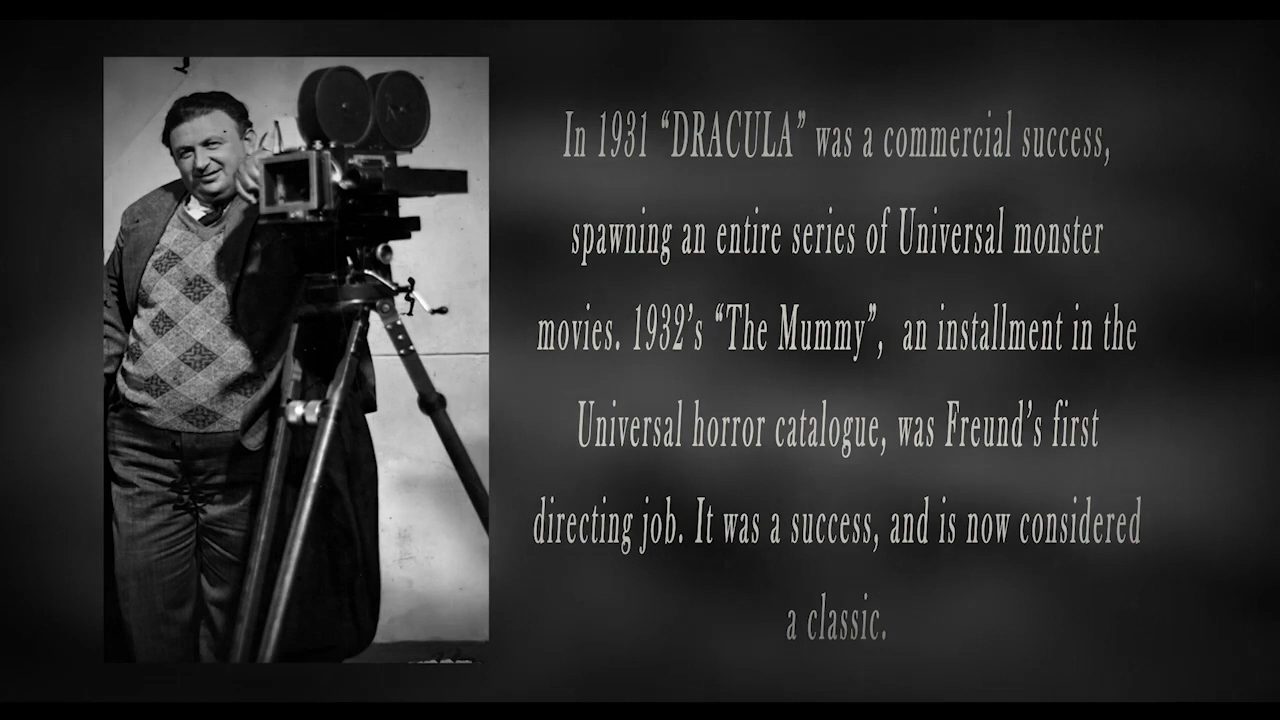 In 1931 “DRACULA” was a commercial success,
spawning an entire series of Universal monster
movies. 1932’s “The Mummy”,  an installment in the
Universal horror catalogue, was Freund’s first
directing job. It was a success, and is now considered
a classic.